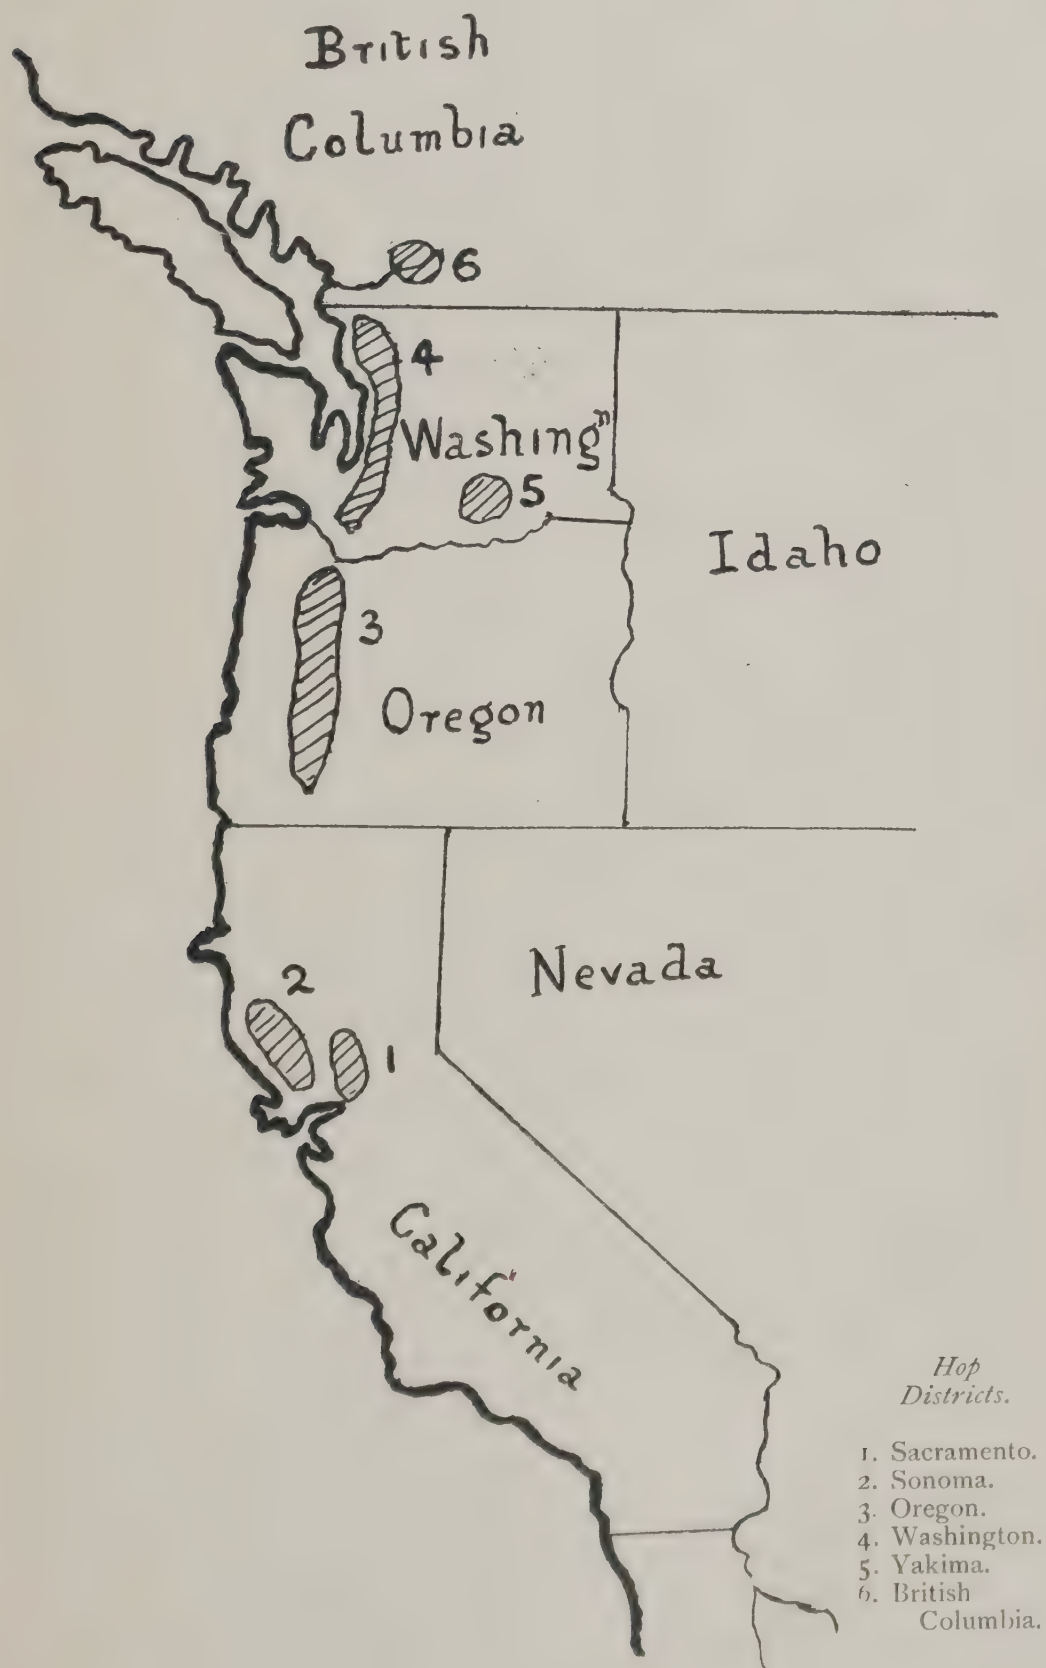 British
Columbia
6
4
Washingⁿ
5
Idaho
3
Oregon
Nevada
2
1
California
Hop
Districts.
1. Sacramento.
2. Sonoma.
3. Oregon.
4. Washington.
5. Yakima.
6. British
Columbia.